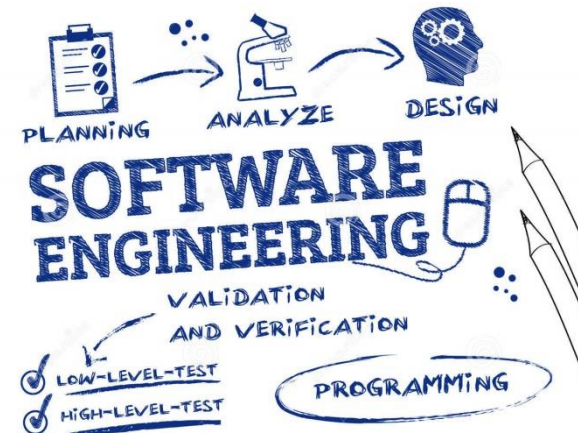 PLANNiNG
ANALYZE
DESiGN
SOFTWARE
ENGINEERING
VALiDATiON
AND VERiFiCATiON
LOW-LEVEL-TEST
HiGH-LEVEL-TEST
PROGRAMMiNG